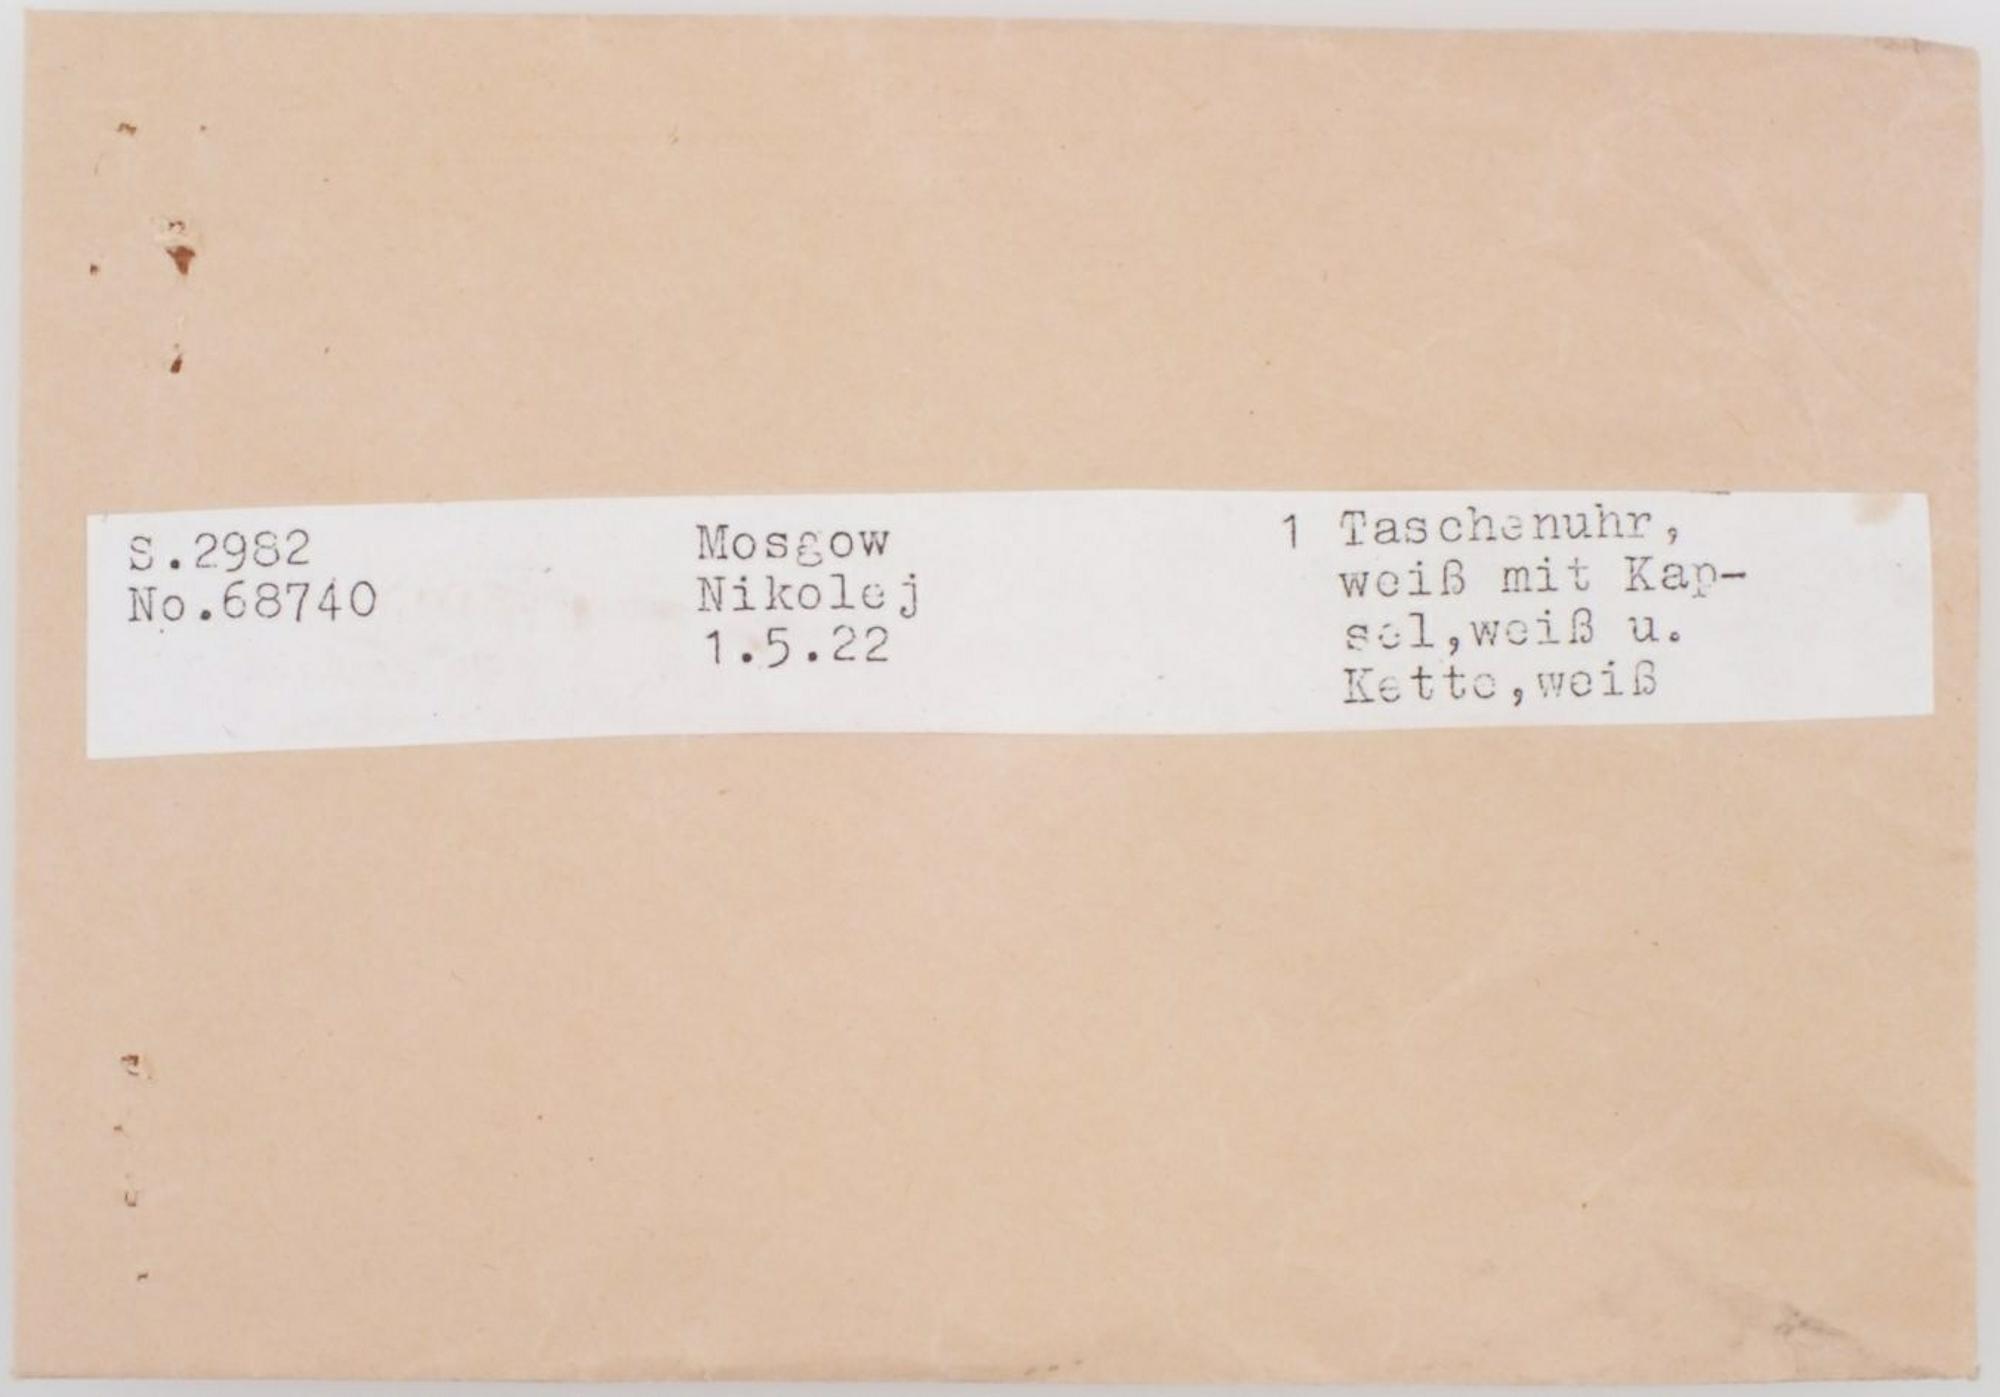 S.2982
No.68740
Mosgow
Nikolej
1.5.22
1 Taschenuhr,
weiß mit Kap-
sel,weiß u.
Kette,weiß